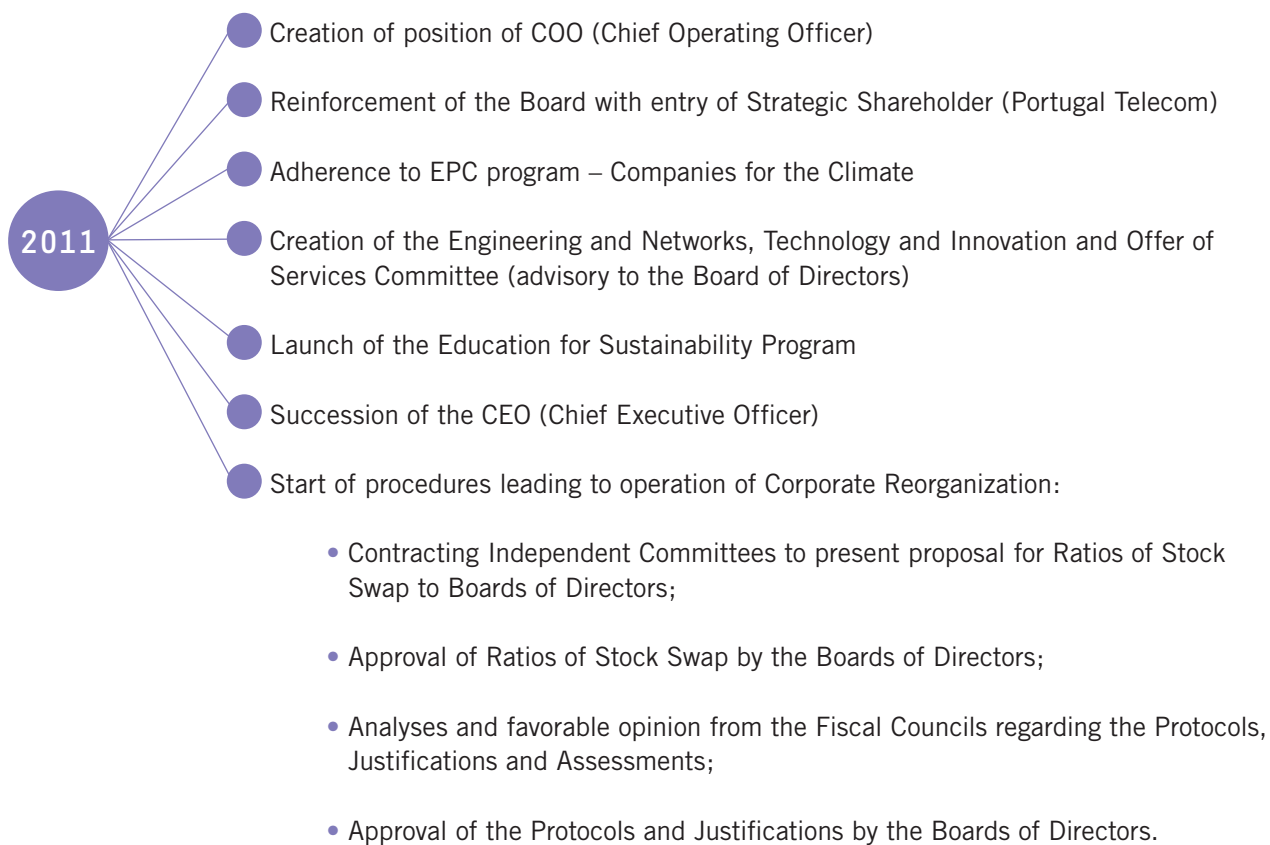 Creation of position of COO (Chief Operating Officer)
Reinforcement of the Board with entry of Strategic Shareholder (Portugal Telecom)
Adherence to EPC program – Companies for the Climate
2011
Creation of the Engineering and Networks, Technology and Innovation and Offer of
Services Committee (advisory to the Board of Directors)
Launch of the Education for Sustainability Program
Succession of the CEO (Chief Executive Officer)
Start of procedures leading to operation of Corporate Reorganization:
• Contracting Independent Committees to present proposal for Ratios of Stock
Swap to Boards of Directors;
• Approval of Ratios of Stock Swap by the Boards of Directors;
• Analyses and favorable opinion from the Fiscal Councils regarding the Protocols,
Justifications and Assessments;
• Approval of the Protocols and Justifications by the Boards of Directors.